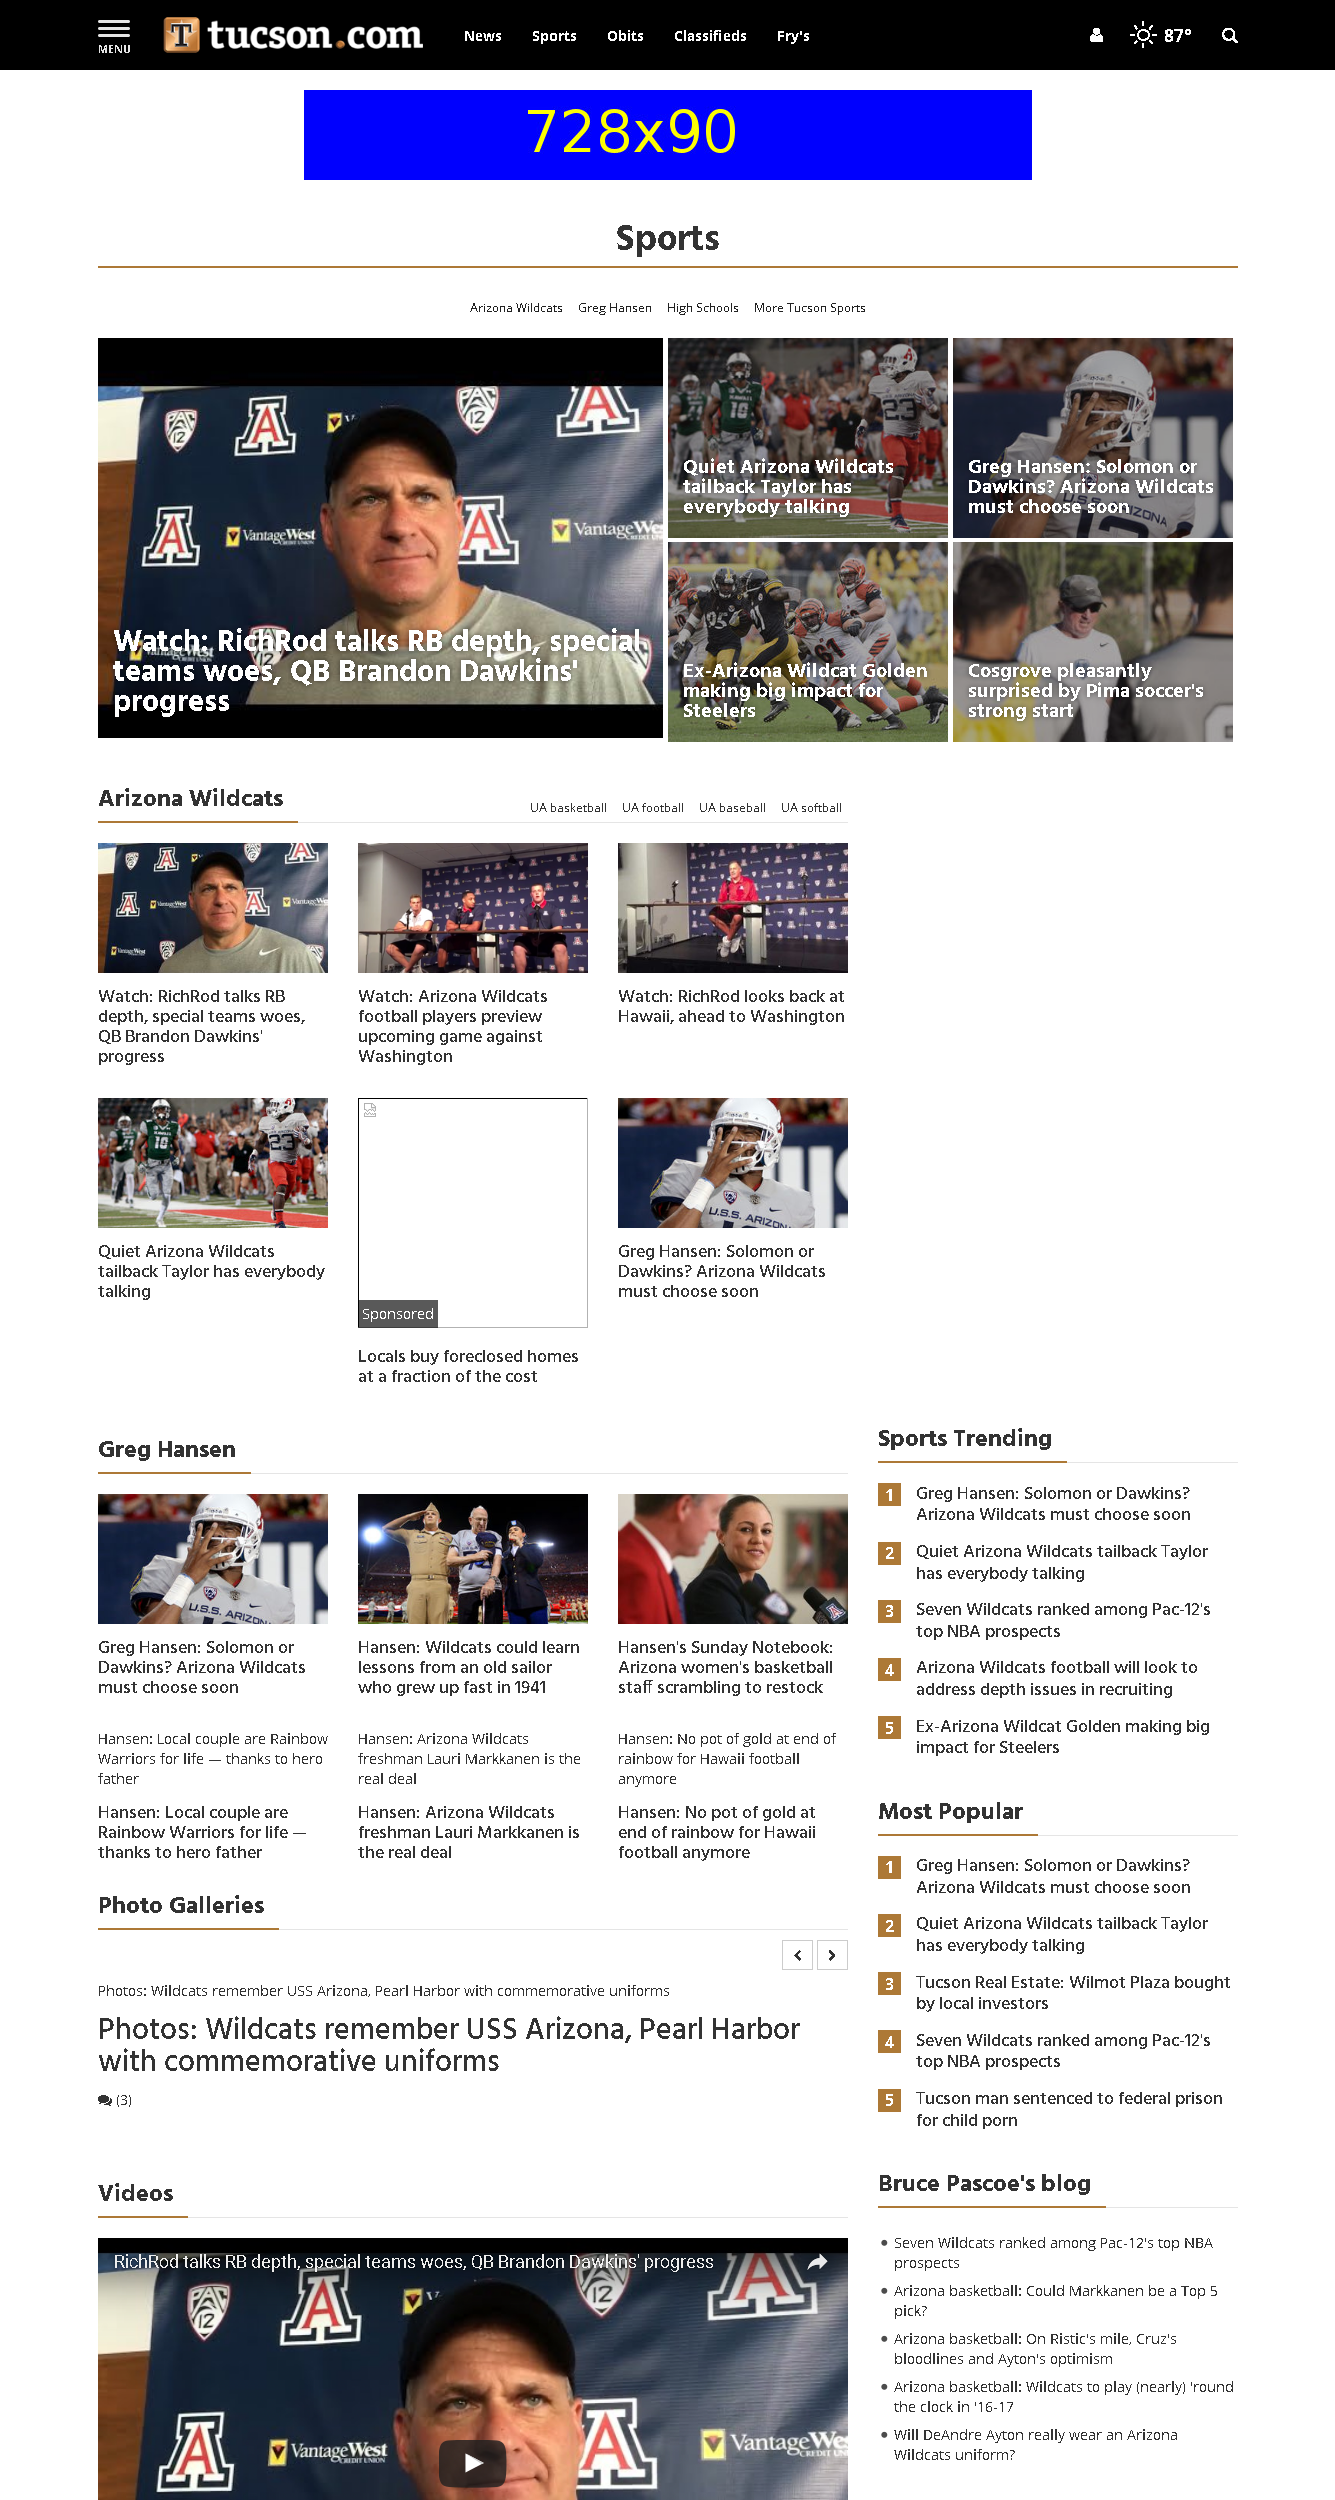 MENU
T tucson.com
News Sports Obits Classifieds Fry's
87°
728x90
Sports
Arizona Wildcats Greg Hansen High Schools More Tucson Sports
Watch: RichRod talks RB depth, special
teams woes, QB Brandon Dawkins'
progress
Quiet Arizona Wildcats
tailback Taylor has
everybody talking
Greg Hansen: Solomon or
Dawkins? Arizona Wildcats
must choose soon
Ex-Arizona Wildcat Golden
making big impact for
Steelers
Cosgrove pleasantly
surprised by Pima soccer's
strong start
Arizona Wildcats
UA basketball UA football UA baseball UA softball
Watch: RichRod talks RB
depth, special teams woes,
QB Brandon Dawkins'
progress
Watch: Arizona Wildcats
football players preview
upcoming game against
Washington
Watch: RichRod looks back at
Hawaii, ahead to Washington
Quiet Arizona Wildcats
tailback Taylor has everybody
talking
Sponsored
Locals buy foreclosed homes
at a fraction of the cost
Greg Hansen: Solomon or
Dawkins? Arizona Wildcats
must choose soon
Greg Hansen
Greg Hansen: Solomon or
Dawkins? Arizona Wildcats
must choose soon
Hansen: Wildcats could learn
lessons from an old sailor
who grew up fast in 1941
Hansen's Sunday Notebook:
Arizona women's basketball
staff scrambling to restock
Hansen: Local couple are Rainbow
Warriors for life — thanks to hero
father
Hansen: Local couple are
Rainbow Warriors for life —
thanks to hero father
Hansen: Arizona Wildcats
freshman Lauri Markkanen is the
real deal
Hansen: Arizona Wildcats
freshman Lauri Markkanen is
the real deal
Hansen: No pot of gold at end of
rainbow for Hawaii football
anymore
Hansen: No pot of gold at
end of rainbow for Hawaii
football anymore
Photo Galleries
Photos: Wildcats remember USS Arizona, Pearl Harbor with commemorative uniforms
Photos: Wildcats remember USS Arizona, Pearl Harbor
with commemorative uniforms
(3)
Videos
RichRod talks RB depth, special teams woes, QB Brandon Dawkins' progress
VantageWest
CREDIT UNION
Sports Trending
1 Greg Hansen: Solomon or Dawkins?
Arizona Wildcats must choose soon
2 Quiet Arizona Wildcats tailback Taylor
has everybody talking
3 Seven Wildcats ranked among Pac-12's
top NBA prospects
4 Arizona Wildcats football will look to
address depth issues in recruiting
5 Ex-Arizona Wildcat Golden making big
impact for Steelers
Most Popular
1 Greg Hansen: Solomon or Dawkins?
Arizona Wildcats must choose soon
2 Quiet Arizona Wildcats tailback Taylor
has everybody talking
3 Tucson Real Estate: Wilmot Plaza bought
by local investors
4 Seven Wildcats ranked among Pac-12's
top NBA prospects
5 Tucson man sentenced to federal prison
for child porn
Bruce Pascoe's blog
Seven Wildcats ranked among Pac-12's top NBA
prospects
Arizona basketball: Could Markkanen be a Top 5
pick?
Arizona basketball: On Ristic's mile, Cruz's
bloodlines and Ayton's optimism
Arizona basketball: Wildcats to play (nearly) 'round
the clock in '16-17
Will DeAndre Ayton really wear an Arizona
Wildcats uniform?